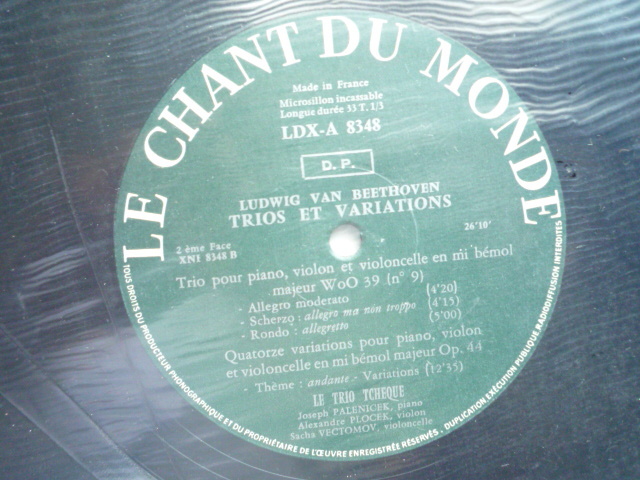 LE CHANT DU MONDE
Made in France
Microsillon incassable
Longue durée 33 T. 1/3
LDX-A 8348
D. P.
LUDWIG VAN BEETHOVEN
TRIOS ET VARIATIONS
2 ème Face
XNI 8348 B
26'10'
Trio pour piano, violon et violoncelle en mi bémol
majeur WoO 39 (n° 9)
- Allegro moderato (4'20)
- Scherzo : allegro ma non troppo (4'15)
- Rondo : allegretto (5'00)
Quatorze variations pour piano, violon
et violoncelle en mi bémol majeur Op. 44
- Thème : andante - Variations (12'35)
LE TRIO TCHEQUE
Joseph PALENICEK, piano
Alexandre PLOCEK, violon
Sacha VECTOMOV, violoncelle
TOUS DROITS DU PRODUCTEUR PHONOGRAPHIQUE ET DU PROPRIÉTAIRE DE L'ŒUVRE ENREGISTRÉE RÉSERVÉS. DUPLICATION EXÉCUTION PUBLIQUE RADIODIFFUSION INTERDITES